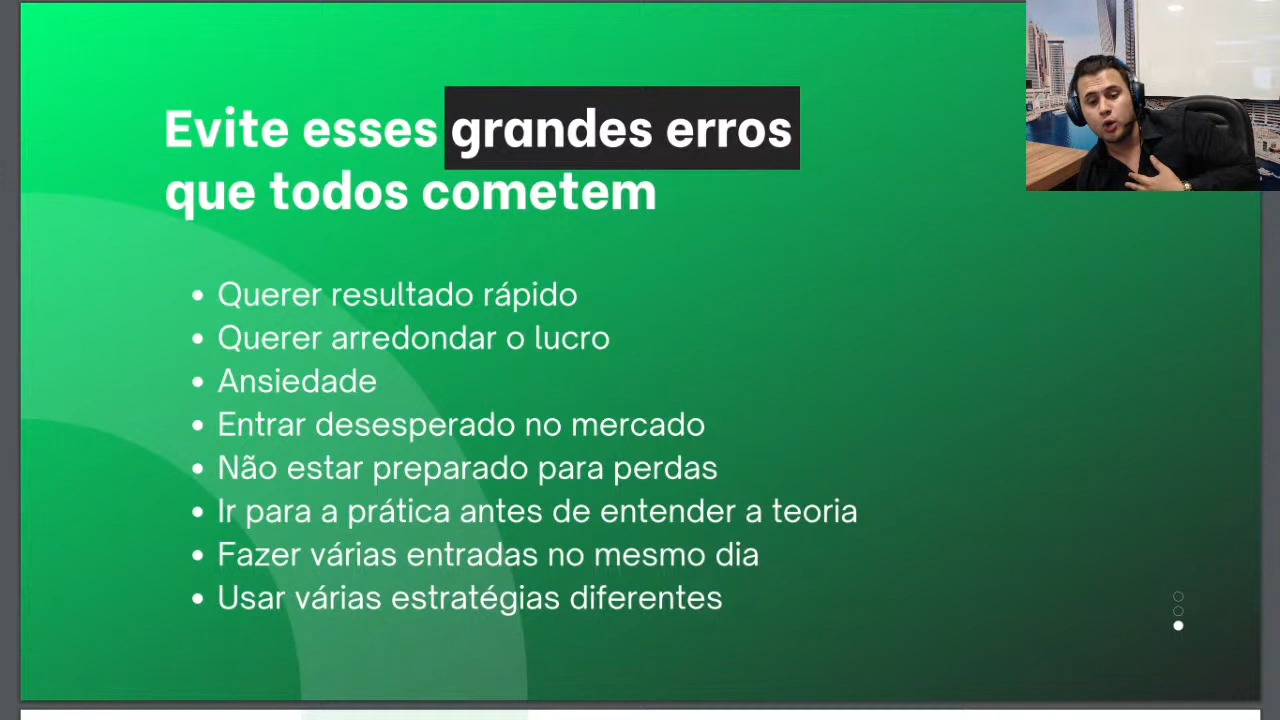 Evite esses grandes erros
que todos cometem
Querer resultado rápido
Querer arredondar o lucro
Ansiedade
Entrar desesperado no mercado
Não estar preparado para perdas
Ir para a prática antes de entender a teoria
Fazer várias entradas no mesmo dia
Usar várias estratégias diferentes